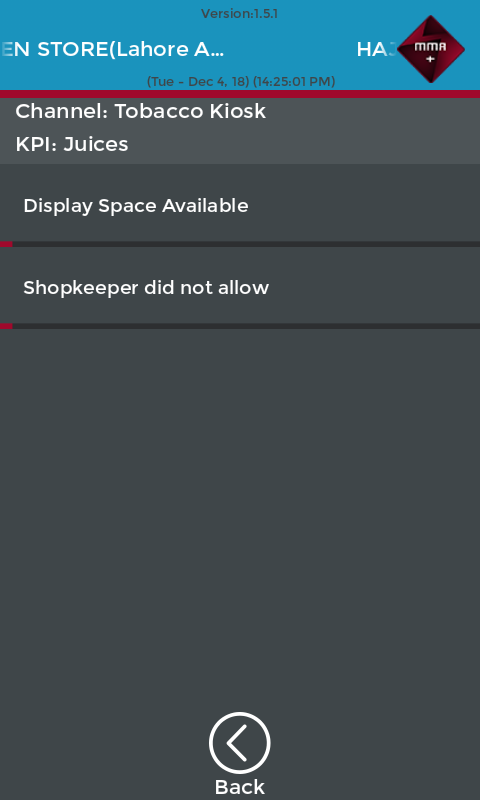 Version:1.5.1
EN STORE(Lahore A... HAJ
MMA
+
(Tue - Dec 4, 18) (14:25:01 PM)
Channel: Tobacco Kiosk
KPI: Juices
Display Space Available
Shopkeeper did not allow
Back